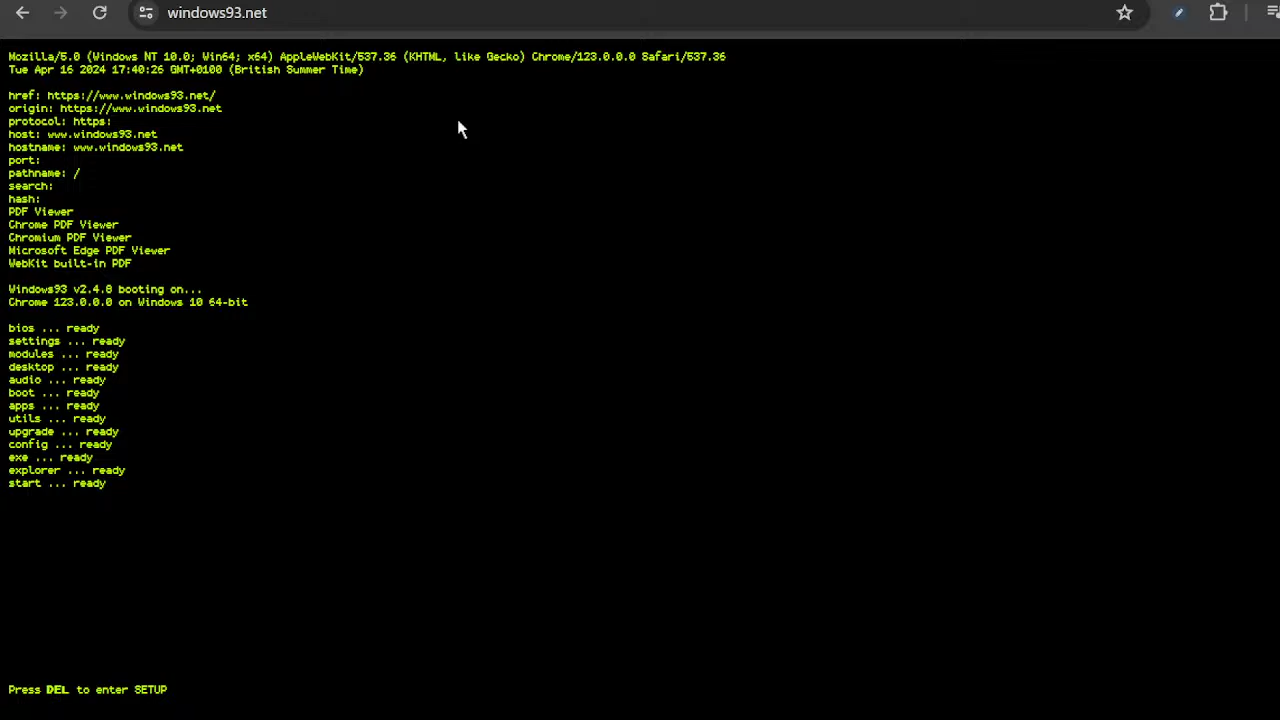 windows93.net
Mozilla/5.0 (Windows NT 10.0; Win64; x64) AppleWebKit/537.36 (KHTML, like Gecko) Chrome/123.0.0.0 Safari/537.36
Tue Apr 16 2024 17:40:26 GMT+0100 (British Summer Time)
href: https://www.windows93.net/
origin: https://www.windows93.net
protocol: https:
host: www.windows93.net
hostname: www.windows93.net
port:
pathname: /
search:
hash:
PDF Viewer
Chrome PDF Viewer
Chromium PDF Viewer
Microsoft Edge PDF Viewer
WebKit built-in PDF
Windows93 v2.4.8 booting on...
Chrome 123.0.0.0 on Windows 10 64-bit
bios ... ready
settings ... ready
modules ... ready
desktop ... ready
audio ... ready
boot ... ready
apps ... ready
utils ... ready
upgrade ... ready
config ... ready
exe ... ready
explorer ... ready
start ... ready
Press DEL to enter SETUP